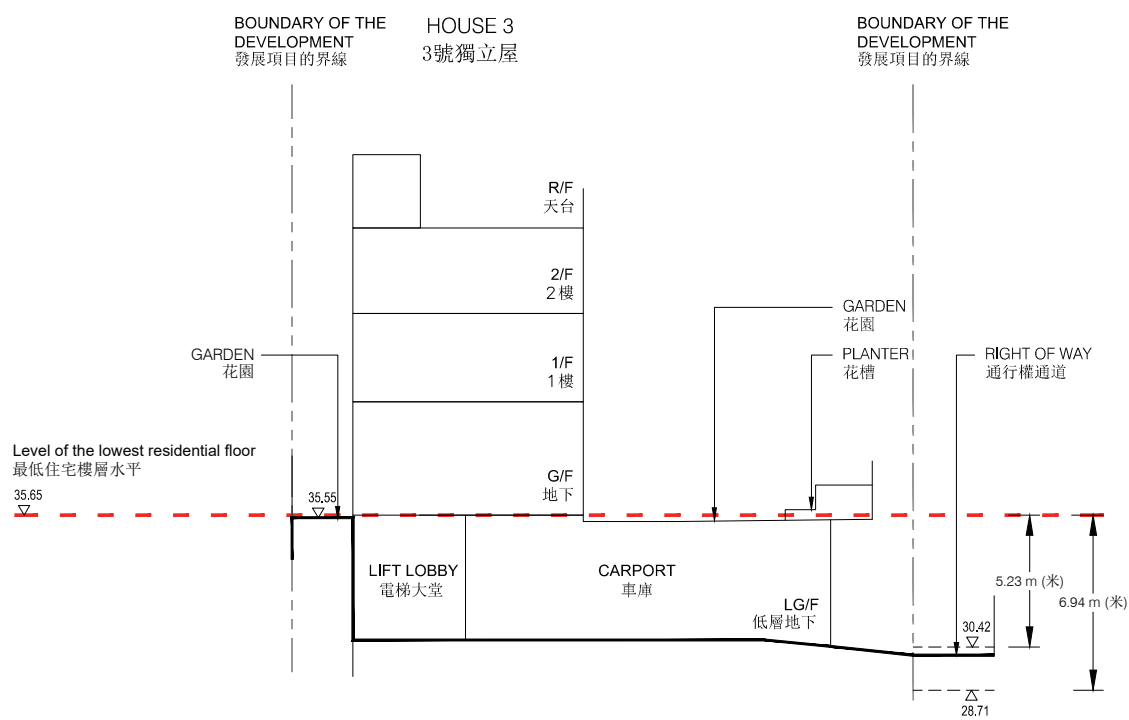 BOUNDARY OF THE
DEVELOPMENT
發展項目的界線
HOUSE 3
3號獨立屋
BOUNDARY OF THE
DEVELOPMENT
發展項目的界線
R/F
天台
2/F
2 樓
GARDEN
花園
1/F
1 樓
GARDEN
花園
PLANTER
花槽
RIGHT OF WAY
通行權通道
Level of the lowest residential floor
最低住宅樓層水平
35.65
35.55
G/F
地下
LIFT LOBBY
電梯大堂
CARPORT
車庫
LG/F
低層地下
5.23 m (米)
6.94 m (米)
30.42
28.71